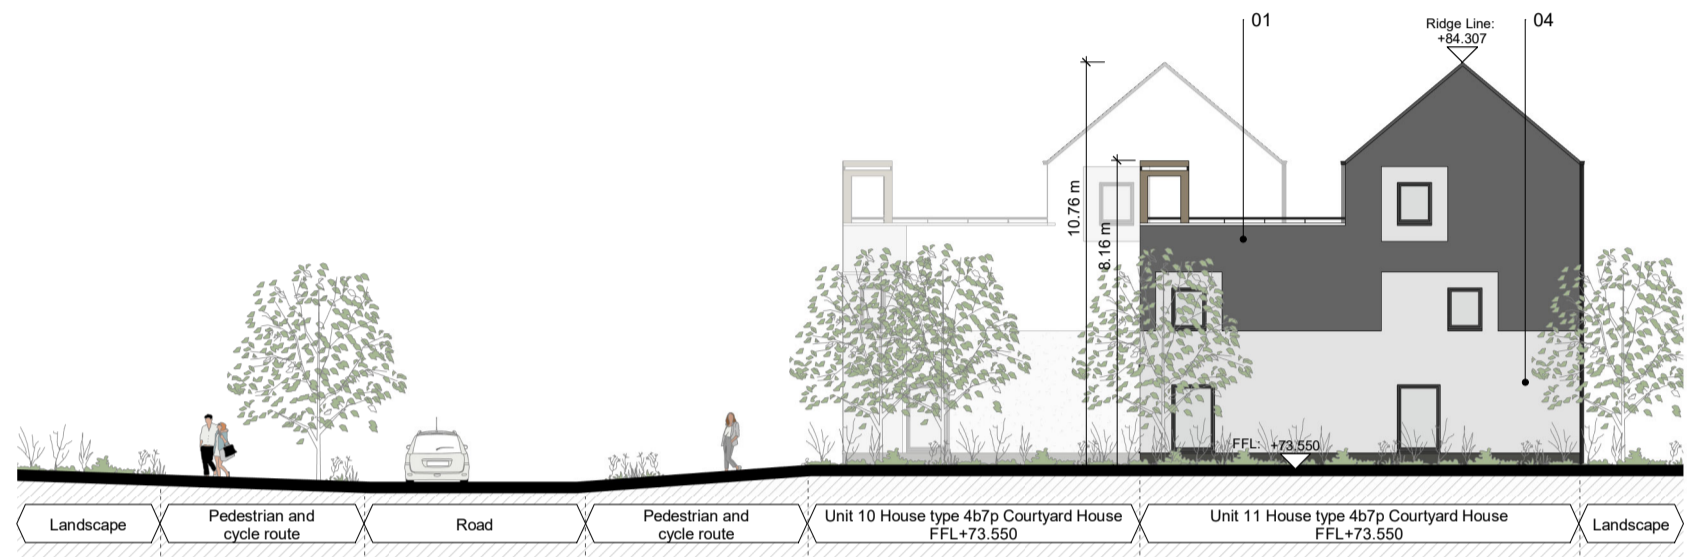 01
Ridge Line:
+84.307
04
10.76 m
8.16 m
FFL: +73.550
Landscape
Pedestrian and
cycle route
Road
Pedestrian and
cycle route
Unit 10 House type 4b7p Courtyard House
FFL+73.550
Unit 11 House type 4b7p Courtyard House
FFL+73.550
Landscape